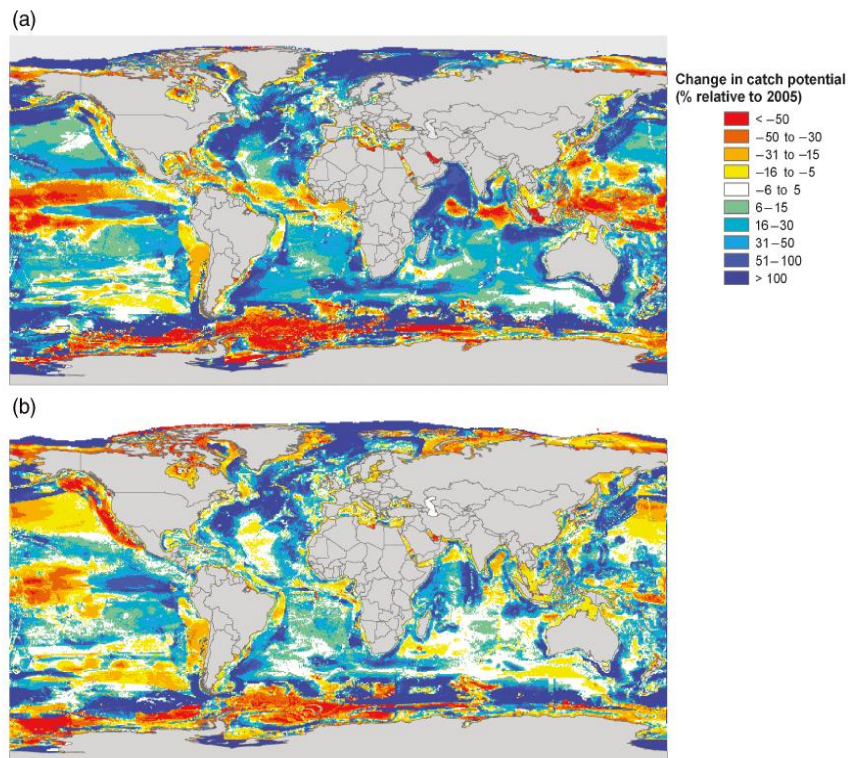 (a)
Change in catch potential
(% relative to 2005)
< –50
–50 to –30
–31 to –15
–16 to –5
–6 to 5
6–15
16–30
31–50
51–100
> 100
(b)